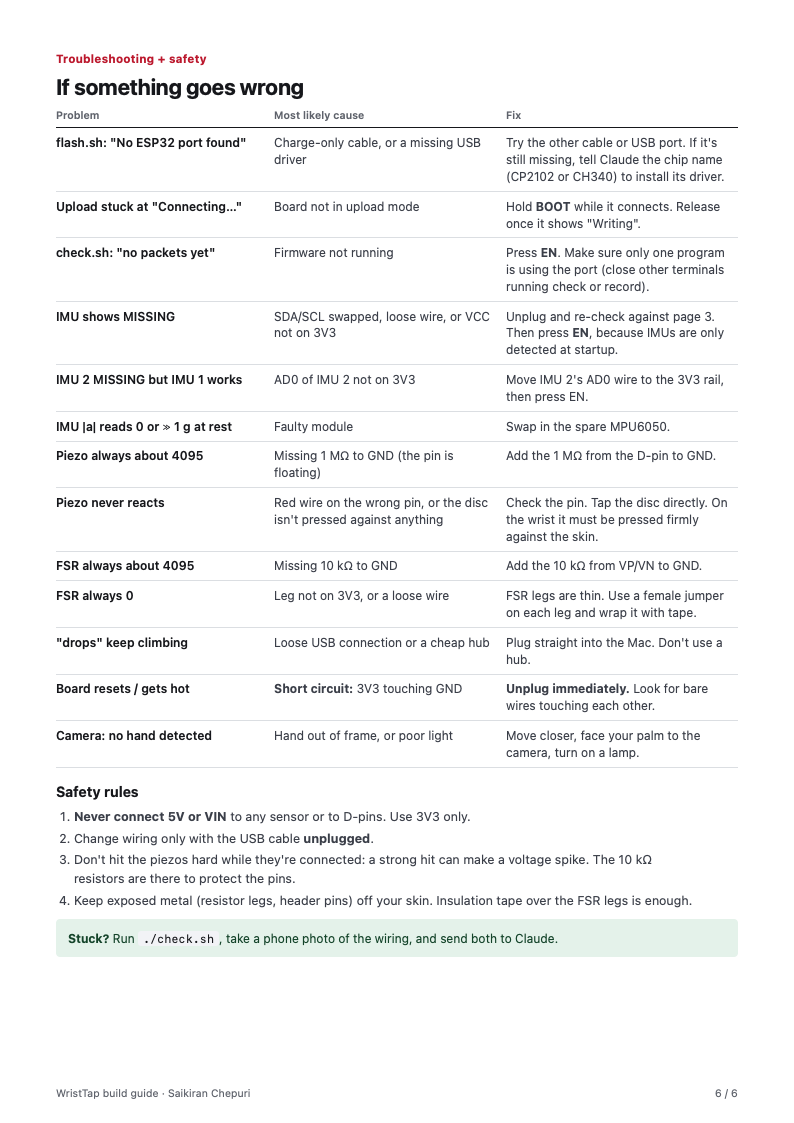 Troubleshooting + safety
If something goes wrong
Problem Most likely cause Fix
flash.sh: "No ESP32 port found" Charge-only cable, or a missing USB Try the other cable or USB port. If it's
driver still missing, tell Claude the chip name
(CP2102 or CH340) to install its driver.
Upload stuck at "Connecting..." Board not in upload mode Hold BOOT while it connects. Release
once it shows "Writing".
check.sh: "no packets yet" Firmware not running Press EN. Make sure only one program
is using the port (close other terminals
running check or record).
IMU shows MISSING SDA/SCL swapped, loose wire, or VCC Unplug and re-check against page 3.
not on 3V3 Then press EN, because IMUs are only
detected at startup.
IMU 2 MISSING but IMU 1 works AD0 of IMU 2 not on 3V3 Move IMU 2's AD0 wire to the 3V3 rail,
then press EN.
IMU |a| reads 0 or ≫ 1 g at rest Faulty module Swap in the spare MPU6050.
Piezo always about 4095 Missing 1 MΩ to GND (the pin is Add the 1 MΩ from the D-pin to GND.
floating)
Piezo never reacts Red wire on the wrong pin, or the disc Check the pin. Tap the disc directly. On
isn't pressed against anything the wrist it must be pressed firmly
against the skin.
FSR always about 4095 Missing 10 kΩ to GND Add the 10 kΩ from VP/VN to GND.
FSR always 0 Leg not on 3V3, or a loose wire FSR legs are thin. Use a female jumper
on each leg and wrap it with tape.
"drops" keep climbing Loose USB connection or a cheap hub Plug straight into the Mac. Don't use a
hub.
Board resets / gets hot Short circuit: 3V3 touching GND Unplug immediately. Look for bare
wires touching each other.
Camera: no hand detected Hand out of frame, or poor light Move closer, face your palm to the
camera, turn on a lamp.
Safety rules
1. Never connect 5V or VIN to any sensor or to D-pins. Use 3V3 only.
2. Change wiring only with the USB cable unplugged.
3. Don't hit the piezos hard while they're connected: a strong hit can make a voltage spike. The 10 kΩ
resistors are there to protect the pins.
4. Keep exposed metal (resistor legs, header pins) off your skin. Insulation tape over the FSR legs is enough.
Stuck? Run ./check.sh, take a phone photo of the wiring, and send both to Claude.
WristTap build guide · Saikiran Chepuri 6 / 6